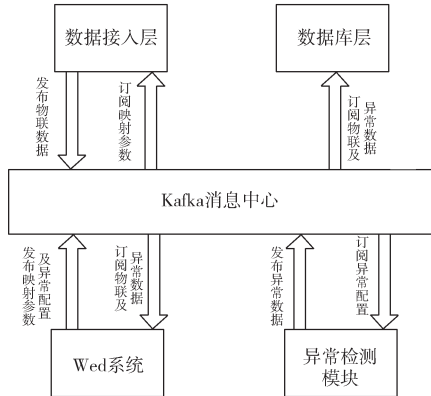 数据接入层
数据库层
发布物联数据
订阅映射参数
订阅物联及
异常数据
Kafka消息中心
发布映射参数
及异常配置
订阅物联及
异常数据
发布异常数据
订阅异常配置
Wed系统
异常检测
模块